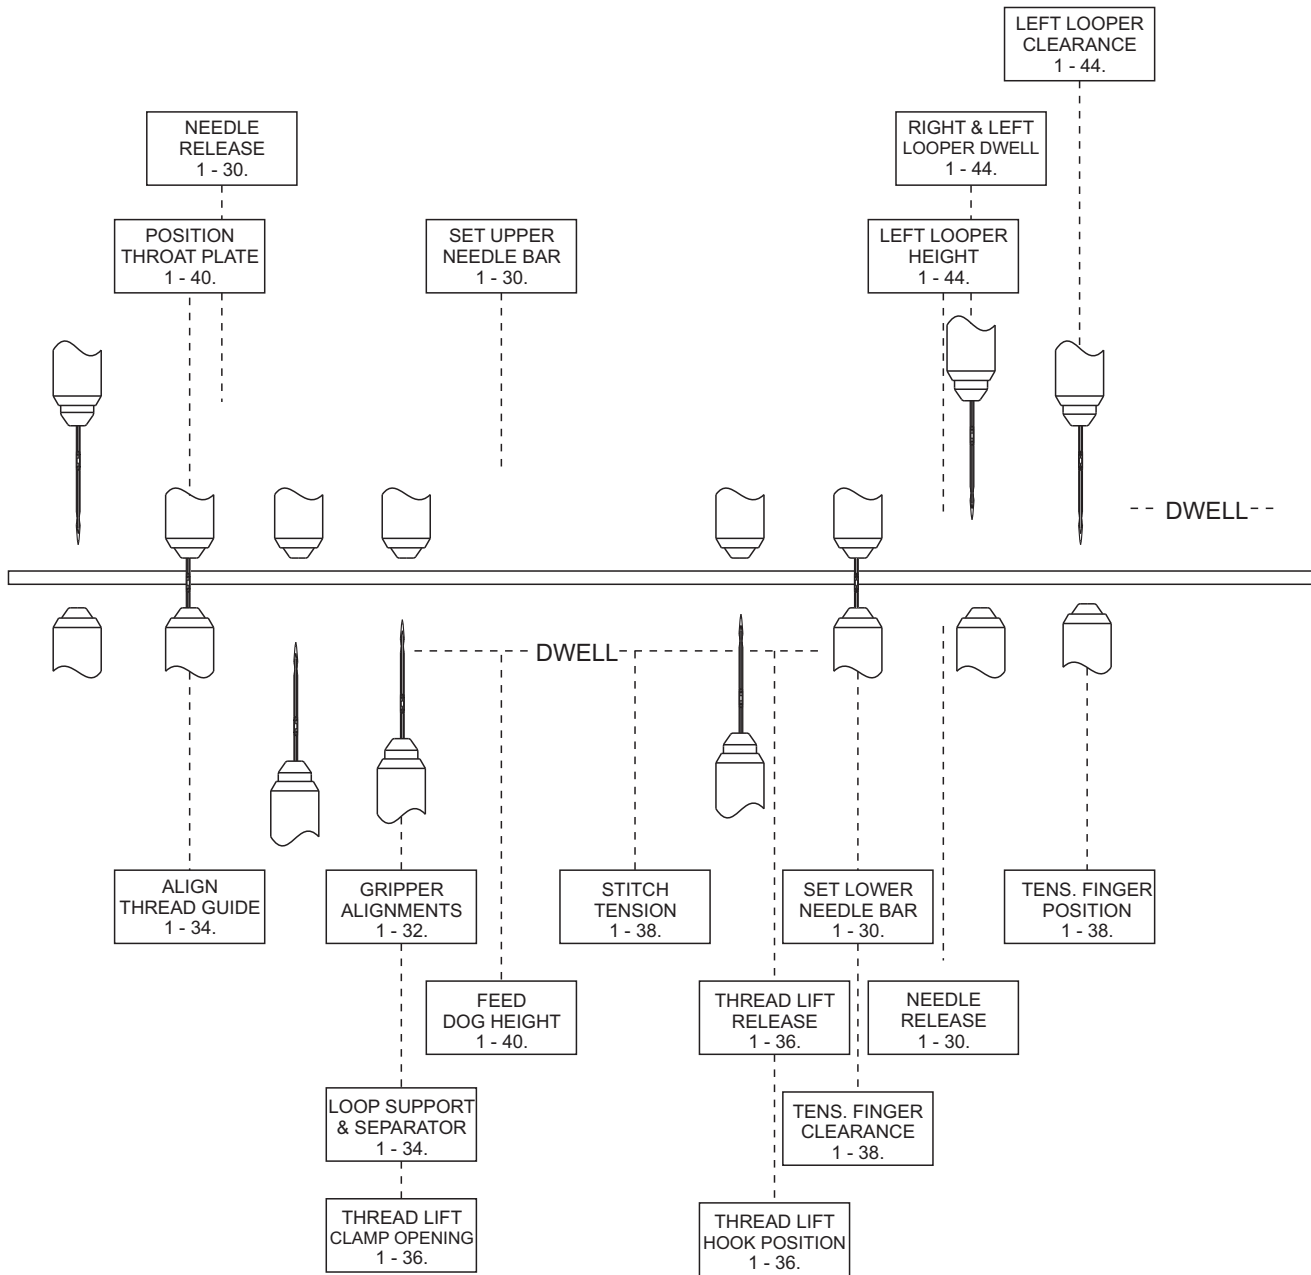 LEFT LOOPER
CLEARANCE
1 - 44.
NEEDLE
RELEASE
1 - 30.
RIGHT & LEFT
LOOPER DWELL
1 - 44.
POSITION
THROAT PLATE
1 - 40.
SET UPPER
NEEDLE BAR
1 - 30.
LEFT LOOPER
HEIGHT
1 - 44.
DWELL
DWELL
ALIGN
THREAD GUIDE
1 - 34.
GRIPPER
ALIGNMENTS
1 - 32.
STITCH
TENSION
1 - 38.
SET LOWER
NEEDLE BAR
1 - 30.
TENS. FINGER
POSITION
1 - 38.
FEED
DOG HEIGHT
1 - 40.
THREAD LIFT
RELEASE
1 - 36.
NEEDLE
RELEASE
1 - 30.
LOOP SUPPORT
& SEPARATOR
1 - 34.
TENS. FINGER
CLEARANCE
1 - 38.
THREAD LIFT
CLAMP OPENING
1 - 36.
THREAD LIFT
HOOK POSITION
1 - 36.